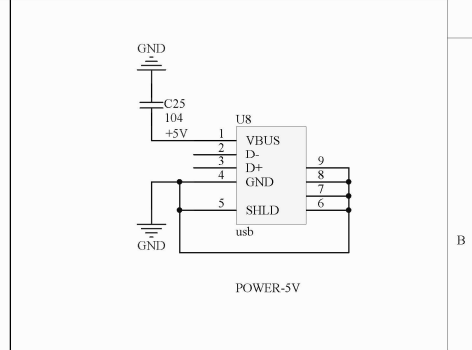 GND
C25
104
+5V
U8
1 VBUS
2 D-
3 D+ 9
4 GND 8
7
5 SHLD 6
usb
GND
B
POWER-5V